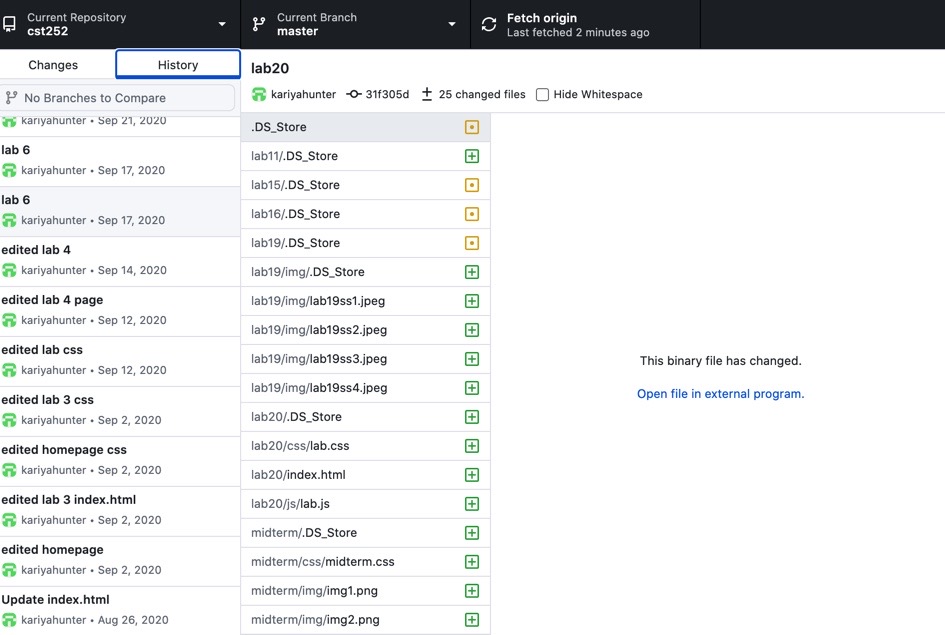 Current Repository
cst252
Current Branch
master
Fetch origin
Last fetched 2 minutes ago
Changes
History
No Branches to Compare
kariyahunter • Sep 21, 2020
lab 6
kariyahunter • Sep 17, 2020
lab 6
kariyahunter • Sep 17, 2020
edited lab 4
kariyahunter • Sep 14, 2020
edited lab 4 page
kariyahunter • Sep 12, 2020
edited lab css
kariyahunter • Sep 12, 2020
edited lab 3 css
kariyahunter • Sep 2, 2020
edited homepage css
kariyahunter • Sep 2, 2020
edited lab 3 index.html
kariyahunter • Sep 2, 2020
edited homepage
kariyahunter • Sep 2, 2020
Update index.html
kariyahunter • Aug 26, 2020
lab20
kariyahunter 31f305d 25 changed files Hide Whitespace
.DS_Store
lab11/.DS_Store
lab15/.DS_Store
lab16/.DS_Store
lab19/.DS_Store
lab19/img/.DS_Store
lab19/img/lab19ss1.jpeg
lab19/img/lab19ss2.jpeg
lab19/img/lab19ss3.jpeg
lab19/img/lab19ss4.jpeg
lab20/.DS_Store
lab20/css/lab.css
lab20/index.html
lab20/js/lab.js
midterm/.DS_Store
midterm/css/midterm.css
midterm/img/img1.png
midterm/img/img2.png
This binary file has changed.
Open file in external program.